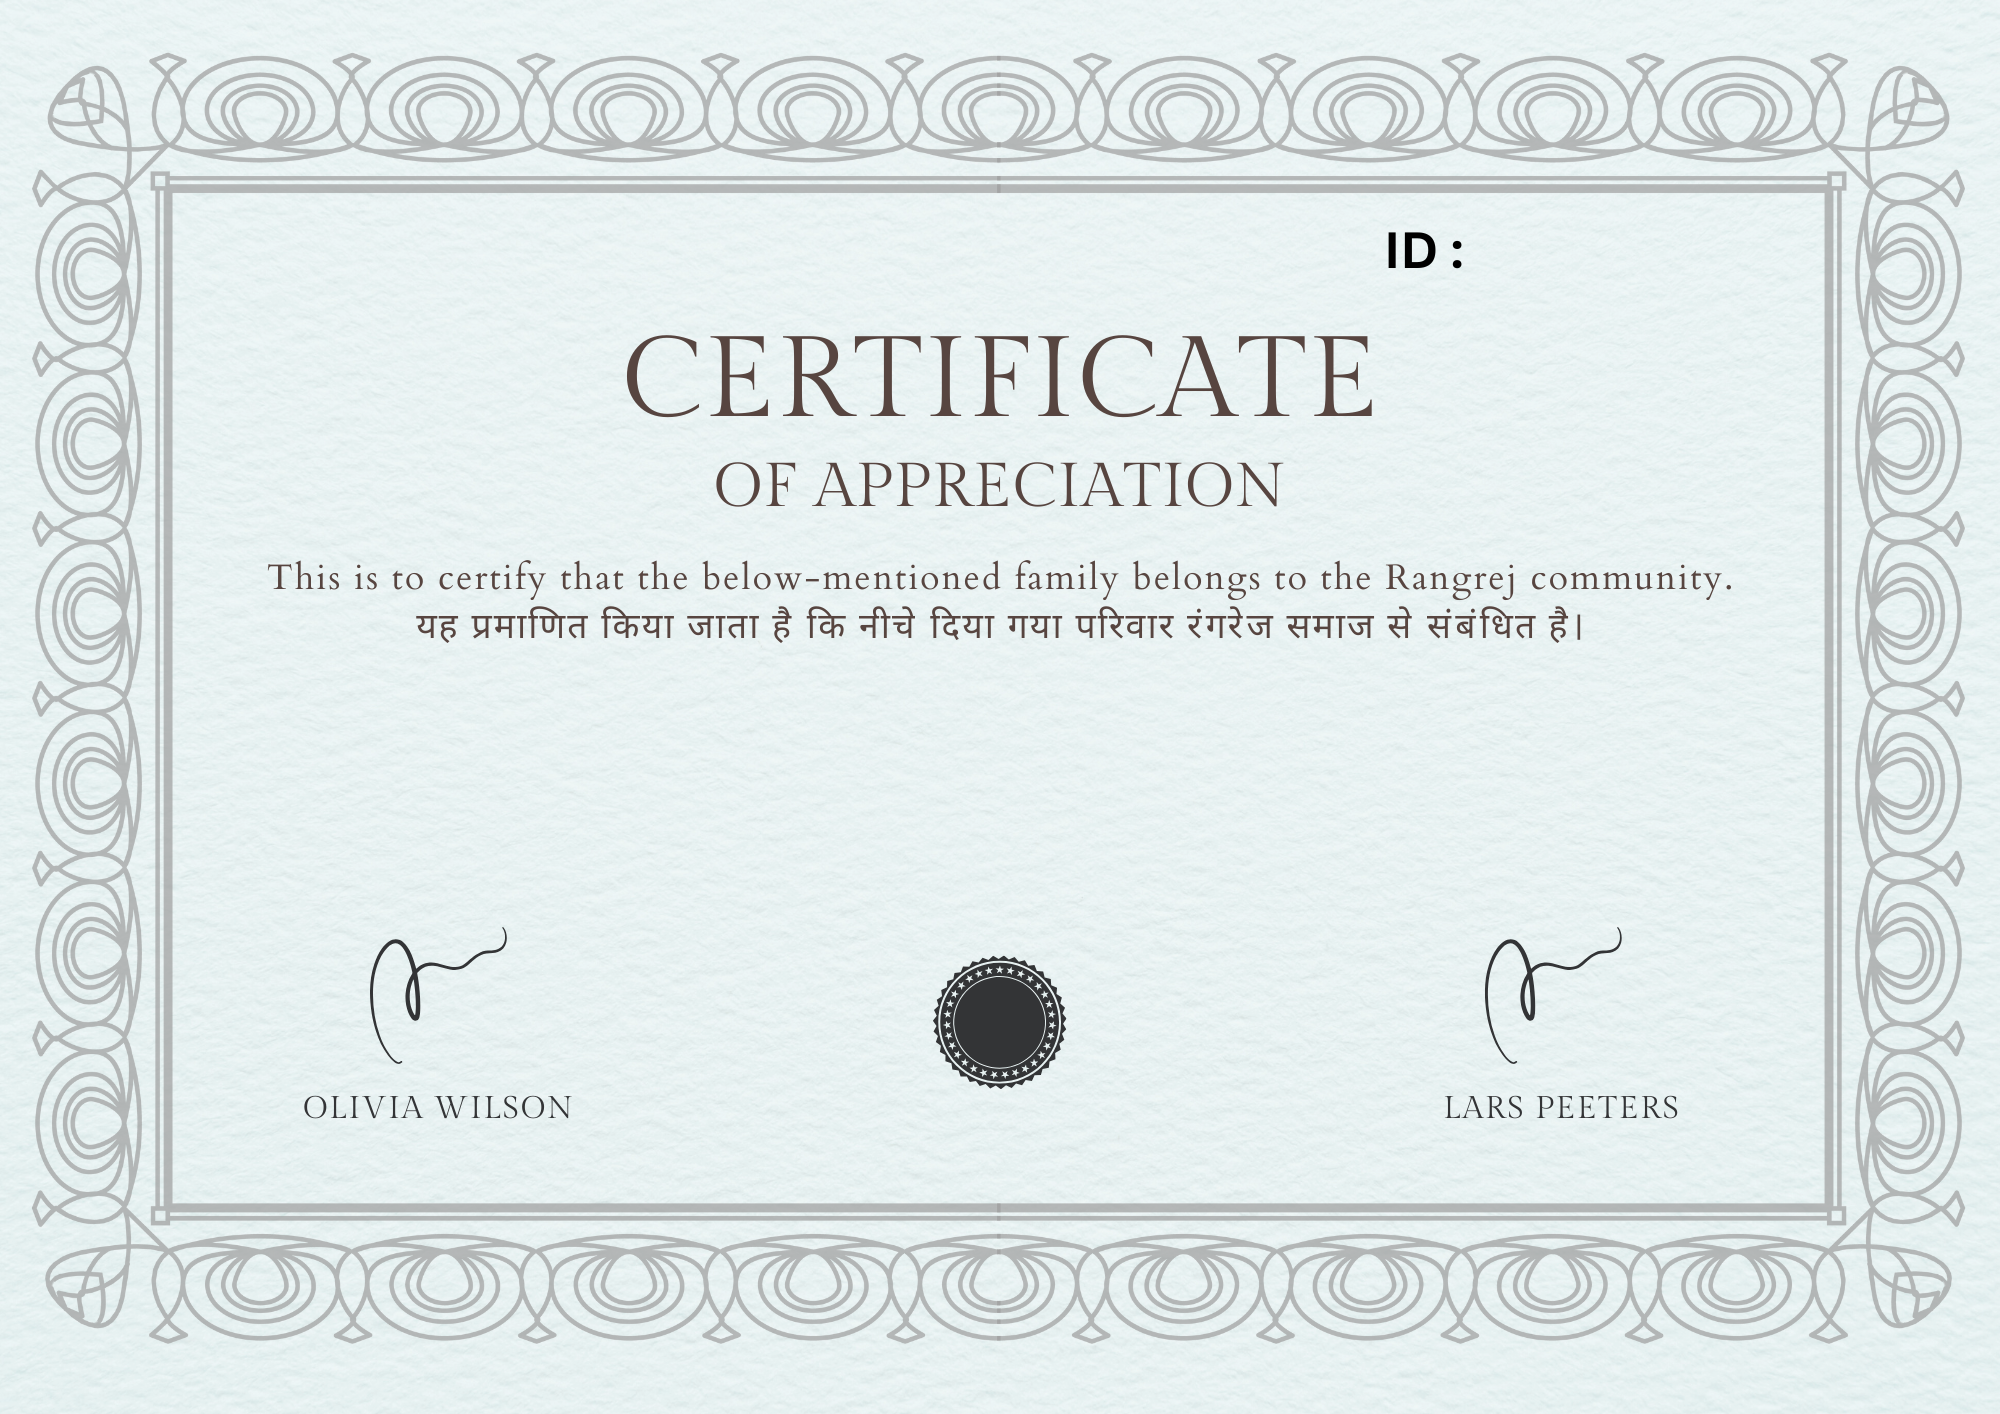 ID :
CERTIFICATE
OF APPRECIATION
This is to certify that the below-mentioned family belongs to the Rangrej community.
यह प्रमाणित किया जाता है कि नीचे दिया गया परिवार रंगरेज समाज से संबंधित है।
OLIVIA WILSON
LARS PEETERS